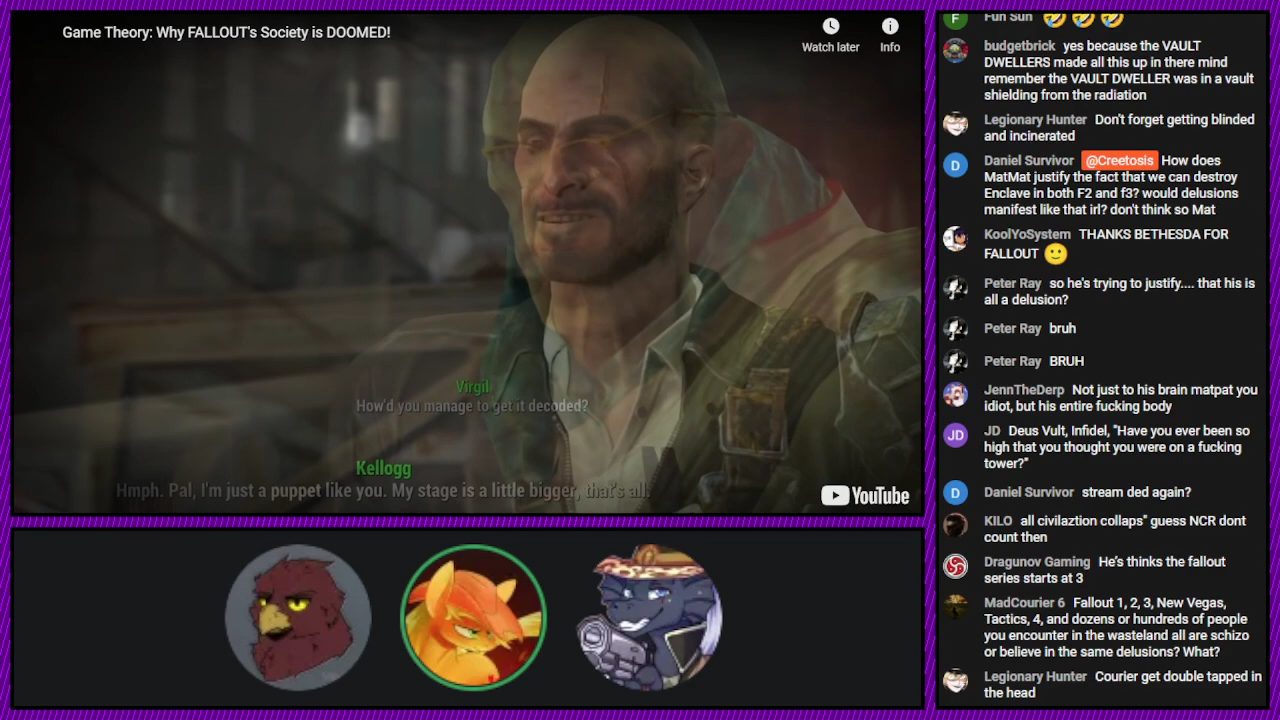 Game Theory: Why FALLOUT's Society is DOOMED!
Watch later
Info
Virgil
How'd you manage to get it decoded?
Kellogg
Hmph. Pal, I'm just a puppet like you. My stage is a little bigger, that's all.
YouTube
F
Fun Sun
budgetbrick yes because the VAULT
DWELLERS made all this up in there mind
remember the VAULT DWELLER was in a vault
shielding from the radiation
Legionary Hunter Don't forget getting blinded
and incinerated
D
Daniel Survivor @Creetosis How does
MatMat justify the fact that we can destroy
Enclave in both F2 and f3? would delusions
manifest like that irl? don't think so Mat
KoolYoSystem THANKS BETHESDA FOR
FALLOUT
Peter Ray so he's trying to justify.... that his is
all a delusion?
Peter Ray bruh
Peter Ray BRUH
JennTheDerp Not just to his brain matpat you
idiot, but his entire fucking body
JD
JD Deus Vult, Infidel, "Have you ever been so
high that you thought you were on a fucking
tower?"
D
Daniel Survivor stream ded again?
KILO all civilaztion collaps" guess NCR dont
count then
Dragunov Gaming He's thinks the fallout
series starts at 3
MadCourier 6 Fallout 1, 2, 3, New Vegas,
Tactics, 4, and dozens or hundreds of people
you encounter in the wasteland all are schizo
or believe in the same delusions? What?
Legionary Hunter Courier get double tapped in
the head